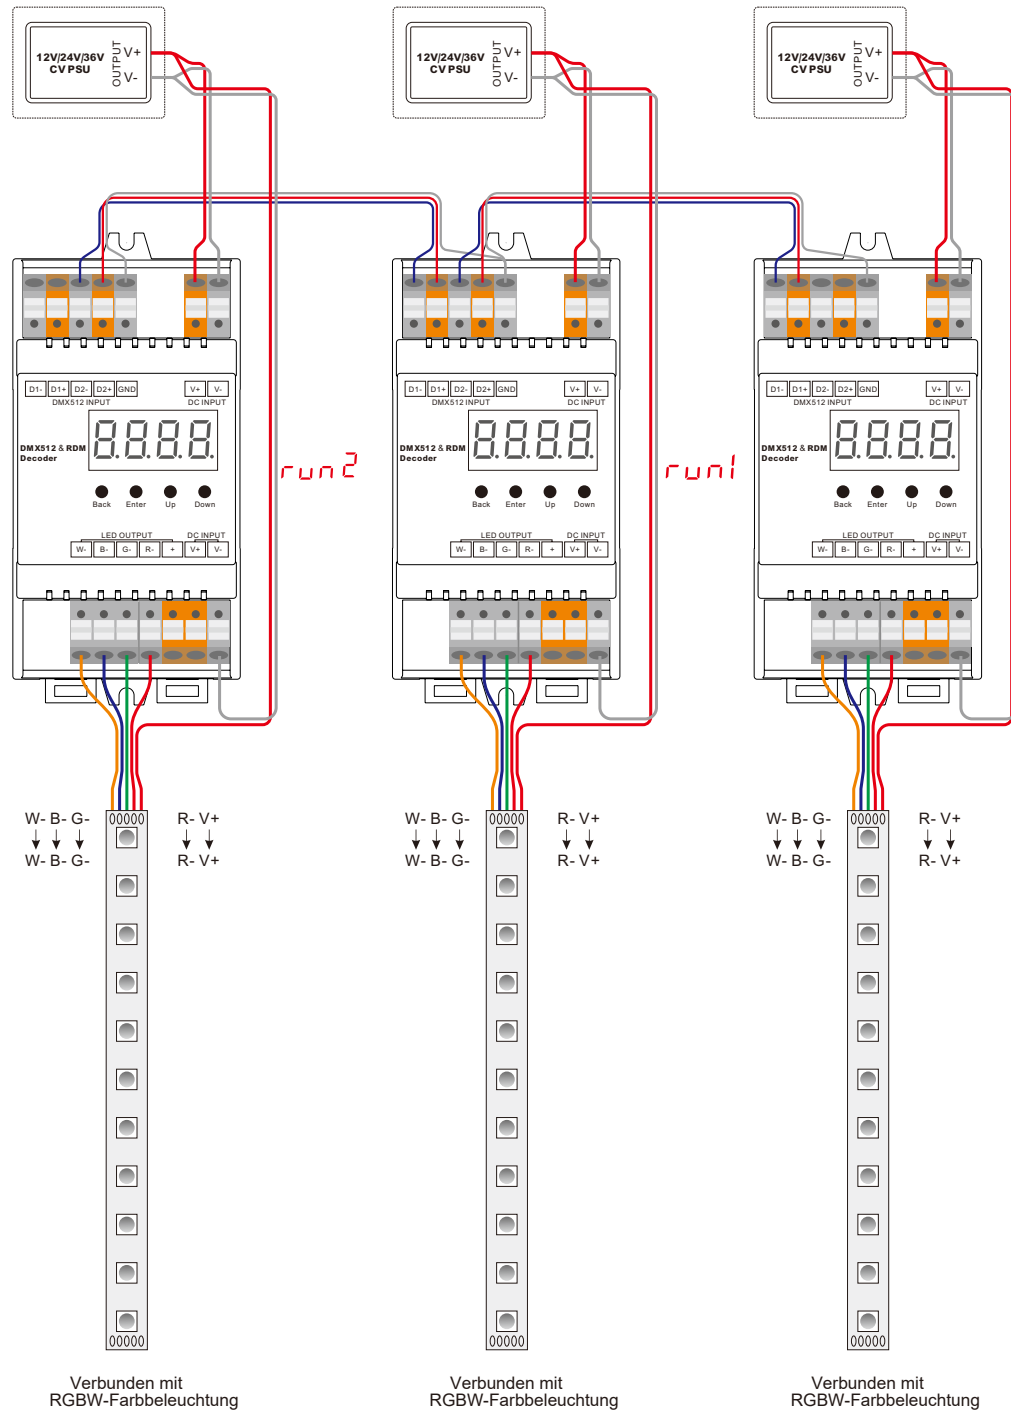 12V/24V/36V
CV PSU
OUTPUT
V+
V-
12V/24V/36V
CV PSU
OUTPUT
V+
V-
12V/24V/36V
CV PSU
OUTPUT
V+
V-
D1- D1+ D2- D2+ GND V+ V-
DMX512 INPUT DC INPUT
8.8.8.8.
DMX512 & RDM
Decoder
Back Enter Up Down
LED OUTPUT DC INPUT
W- B- G- R- + V+ V-
run2
D1- D1+ D2- D2+ GND V+ V-
DMX512 INPUT DC INPUT
8.8.8.8.
DMX512 & RDM
Decoder
Back Enter Up Down
LED OUTPUT DC INPUT
W- B- G- R- + V+ V-
run1
D1- D1+ D2- D2+ GND V+ V-
DMX512 INPUT DC INPUT
8.8.8.8.
DMX512 & RDM
Decoder
Back Enter Up Down
LED OUTPUT DC INPUT
W- B- G- R- + V+ V-
W- B- G- R- V+
W- B- G- R- V+
W- B- G- R- V+
W- B- G- R- V+
W- B- G- R- V+
W- B- G- R- V+
Verbunden mit
RGBW-Farbbeleuchtung
Verbunden mit
RGBW-Farbbeleuchtung
Verbunden mit
RGBW-Farbbeleuchtung